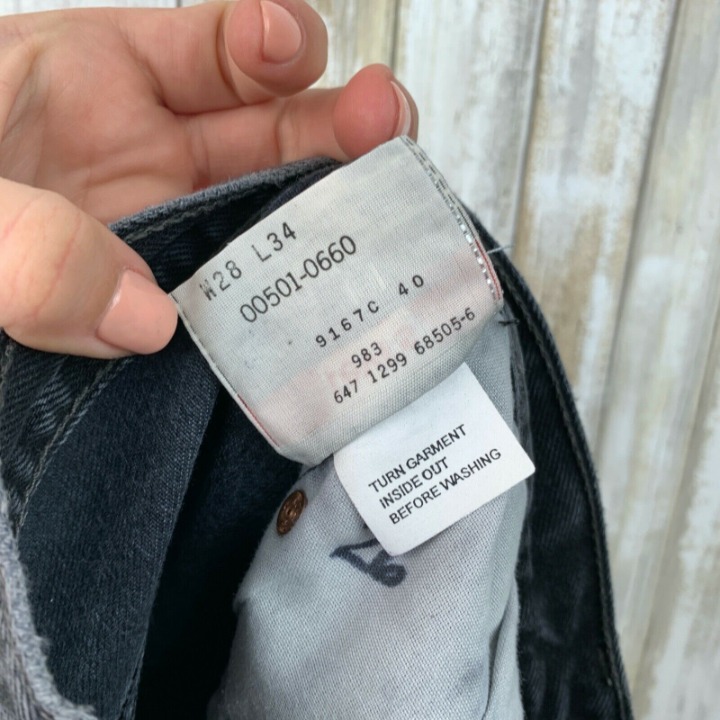 W28 L34
00501-0660
9167C 40
983
647 1299 68505-6
TURN GARMENT
INSIDE OUT
BEFORE WASHING